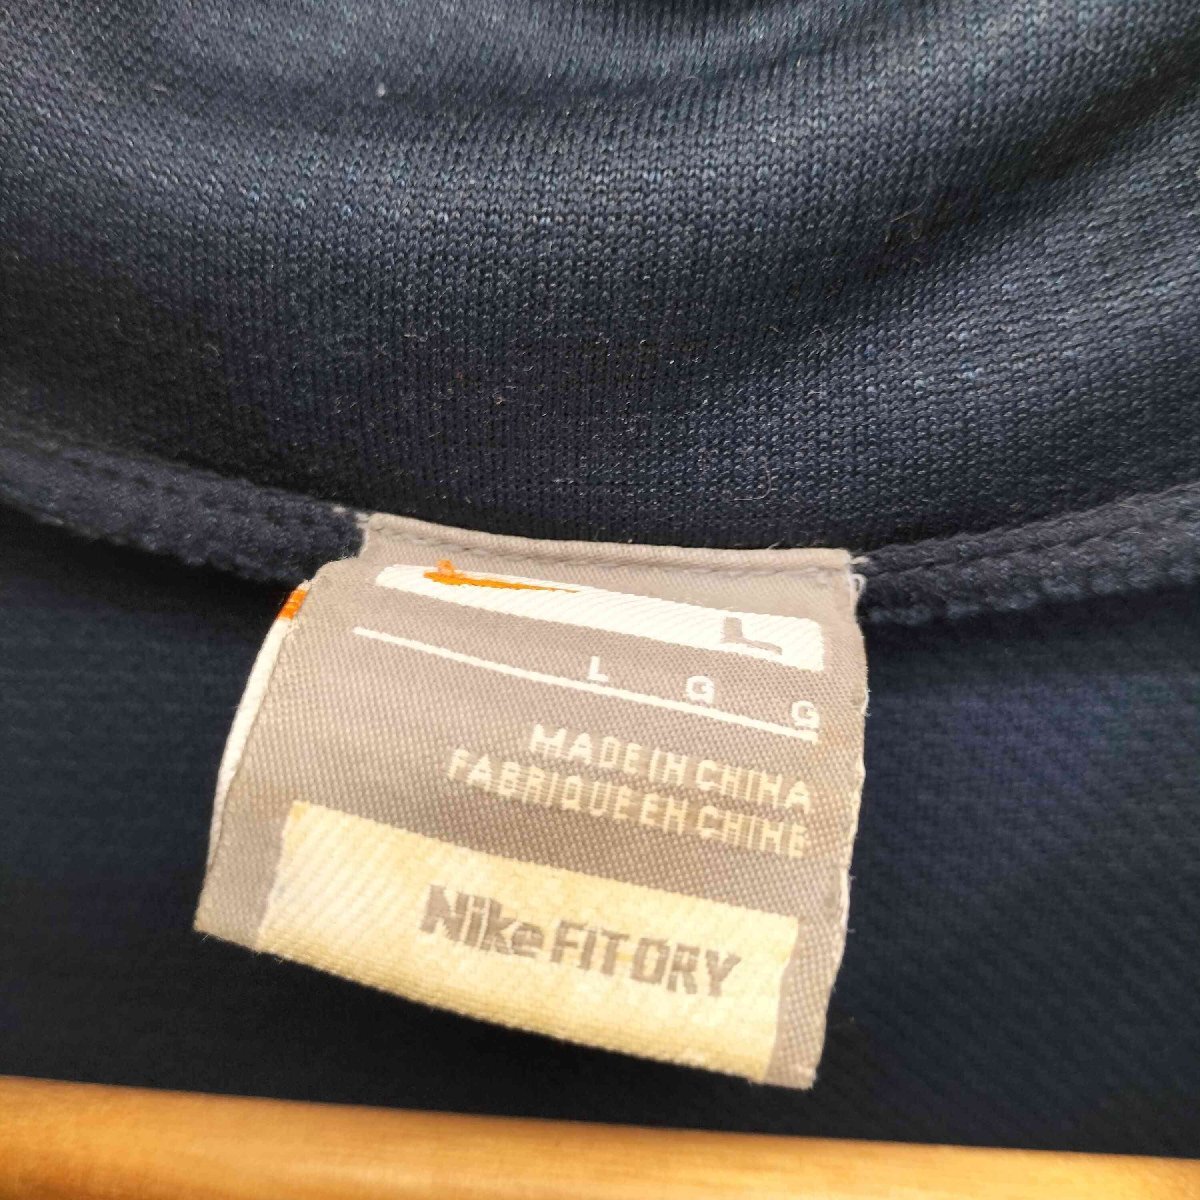 L
L G G
MADE IN CHINA
FABRIQUE EN CHINE
Nike FIT DRY